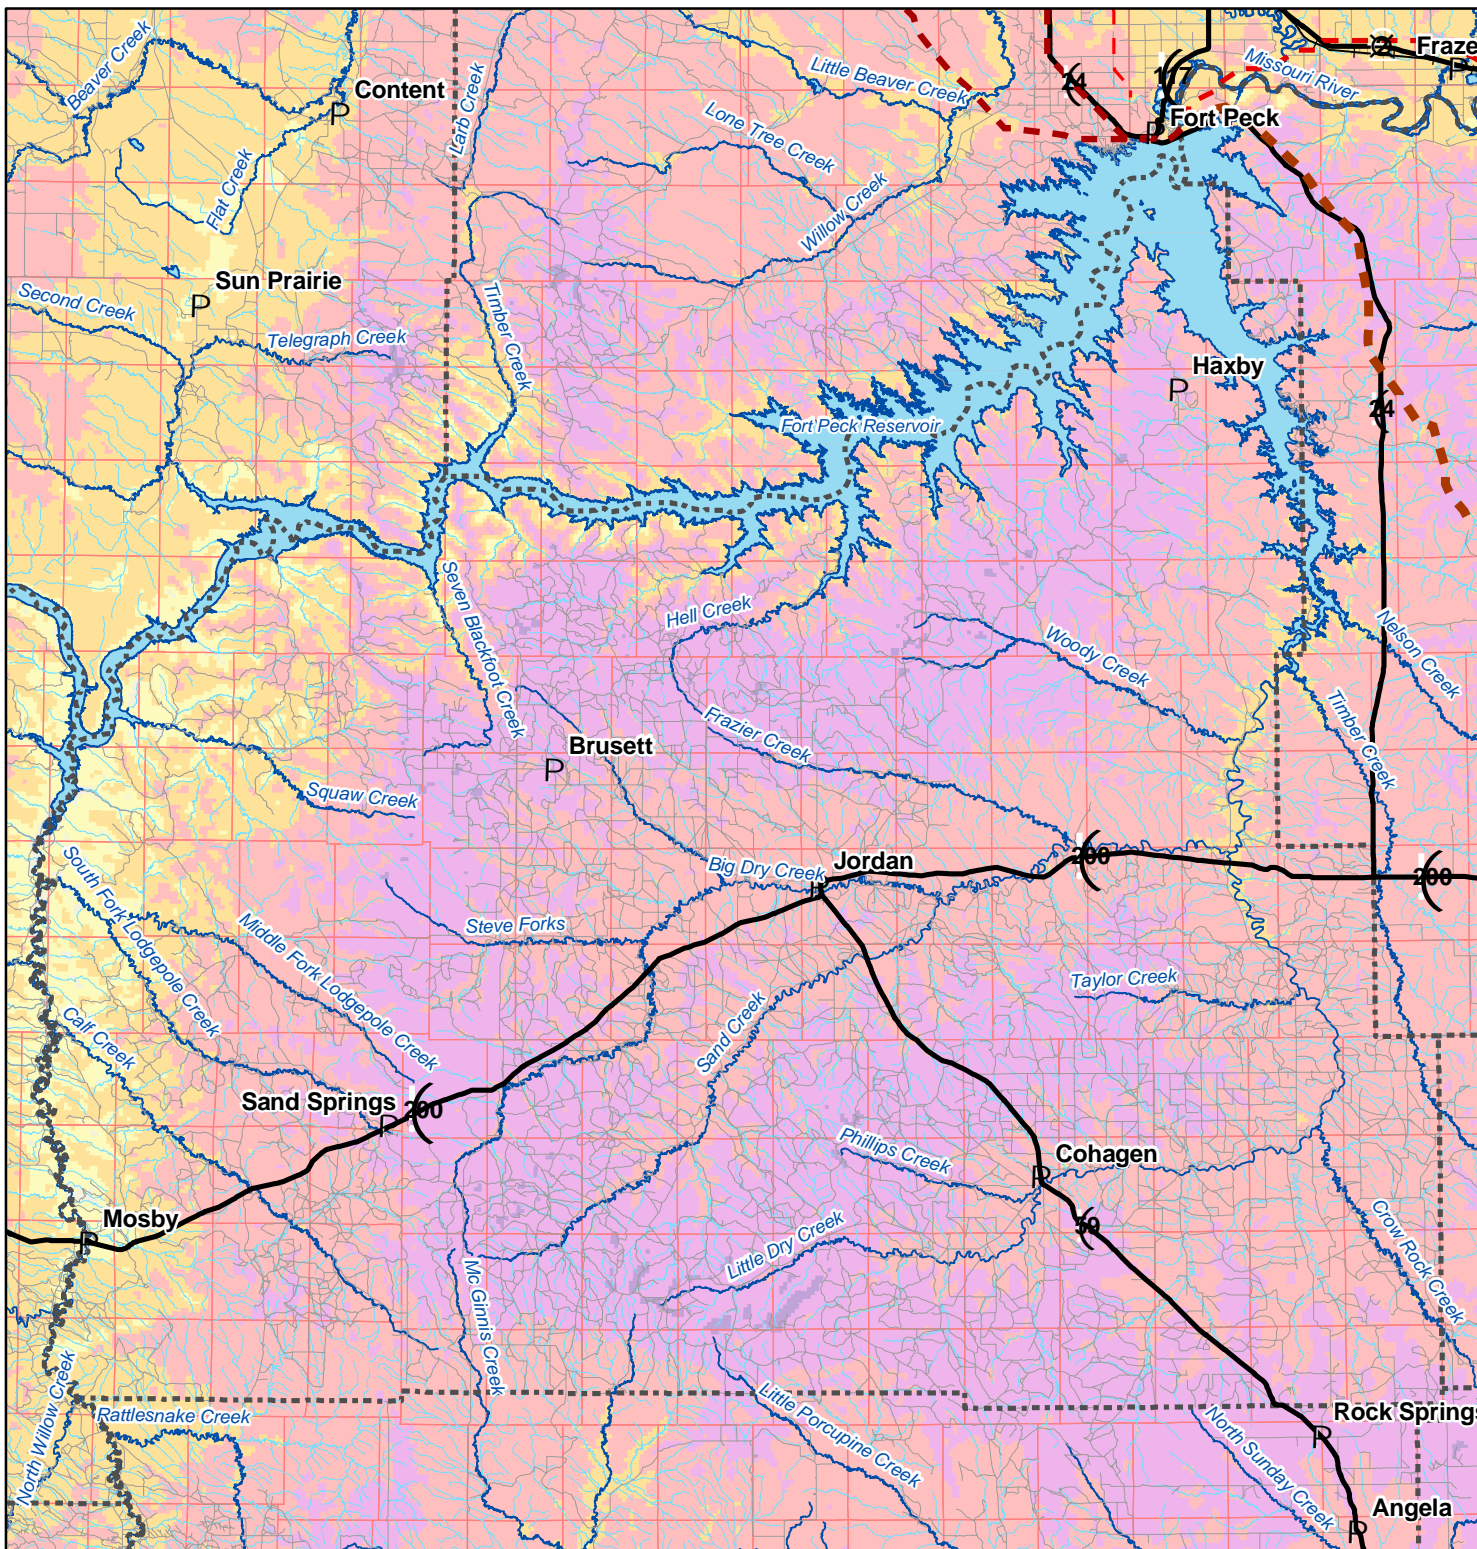 Beaver Creek
Content
Larb Creek
Little Beaver Creek
24
117
2
Fraze
Missouri River
Fort Peck
P
P
P
Lone Tree Creek
Flat Creek
Willow Creek
Sun Prairie
P
Second Creek
Telegraph Creek
Timber Creek
Haxby
P
24
Fort Peck Reservoir
Seven Blackfoot Creek
Hell Creek
Woody Creek
Nelson Creek
Frazier Creek
Timber Creek
Brusett
P
Squaw Creek
South Fork Lodgepole Creek
Big Dry Creek
Jordan
P
200
200
Middle Fork Lodgepole Creek
Steve Forks
Taylor Creek
Calf Creek
Sand Creek
Sand Springs
P
200
Phillips Creek
Cohagen
P
Mosby
P
Little Dry Creek
59
Crow Rock Creek
Mc Ginnis Creek
North Willow Creek
Rattlesnake Creek
Little Porcupine Creek
North Sunday Creek
Rock Springs
P
Angela
P